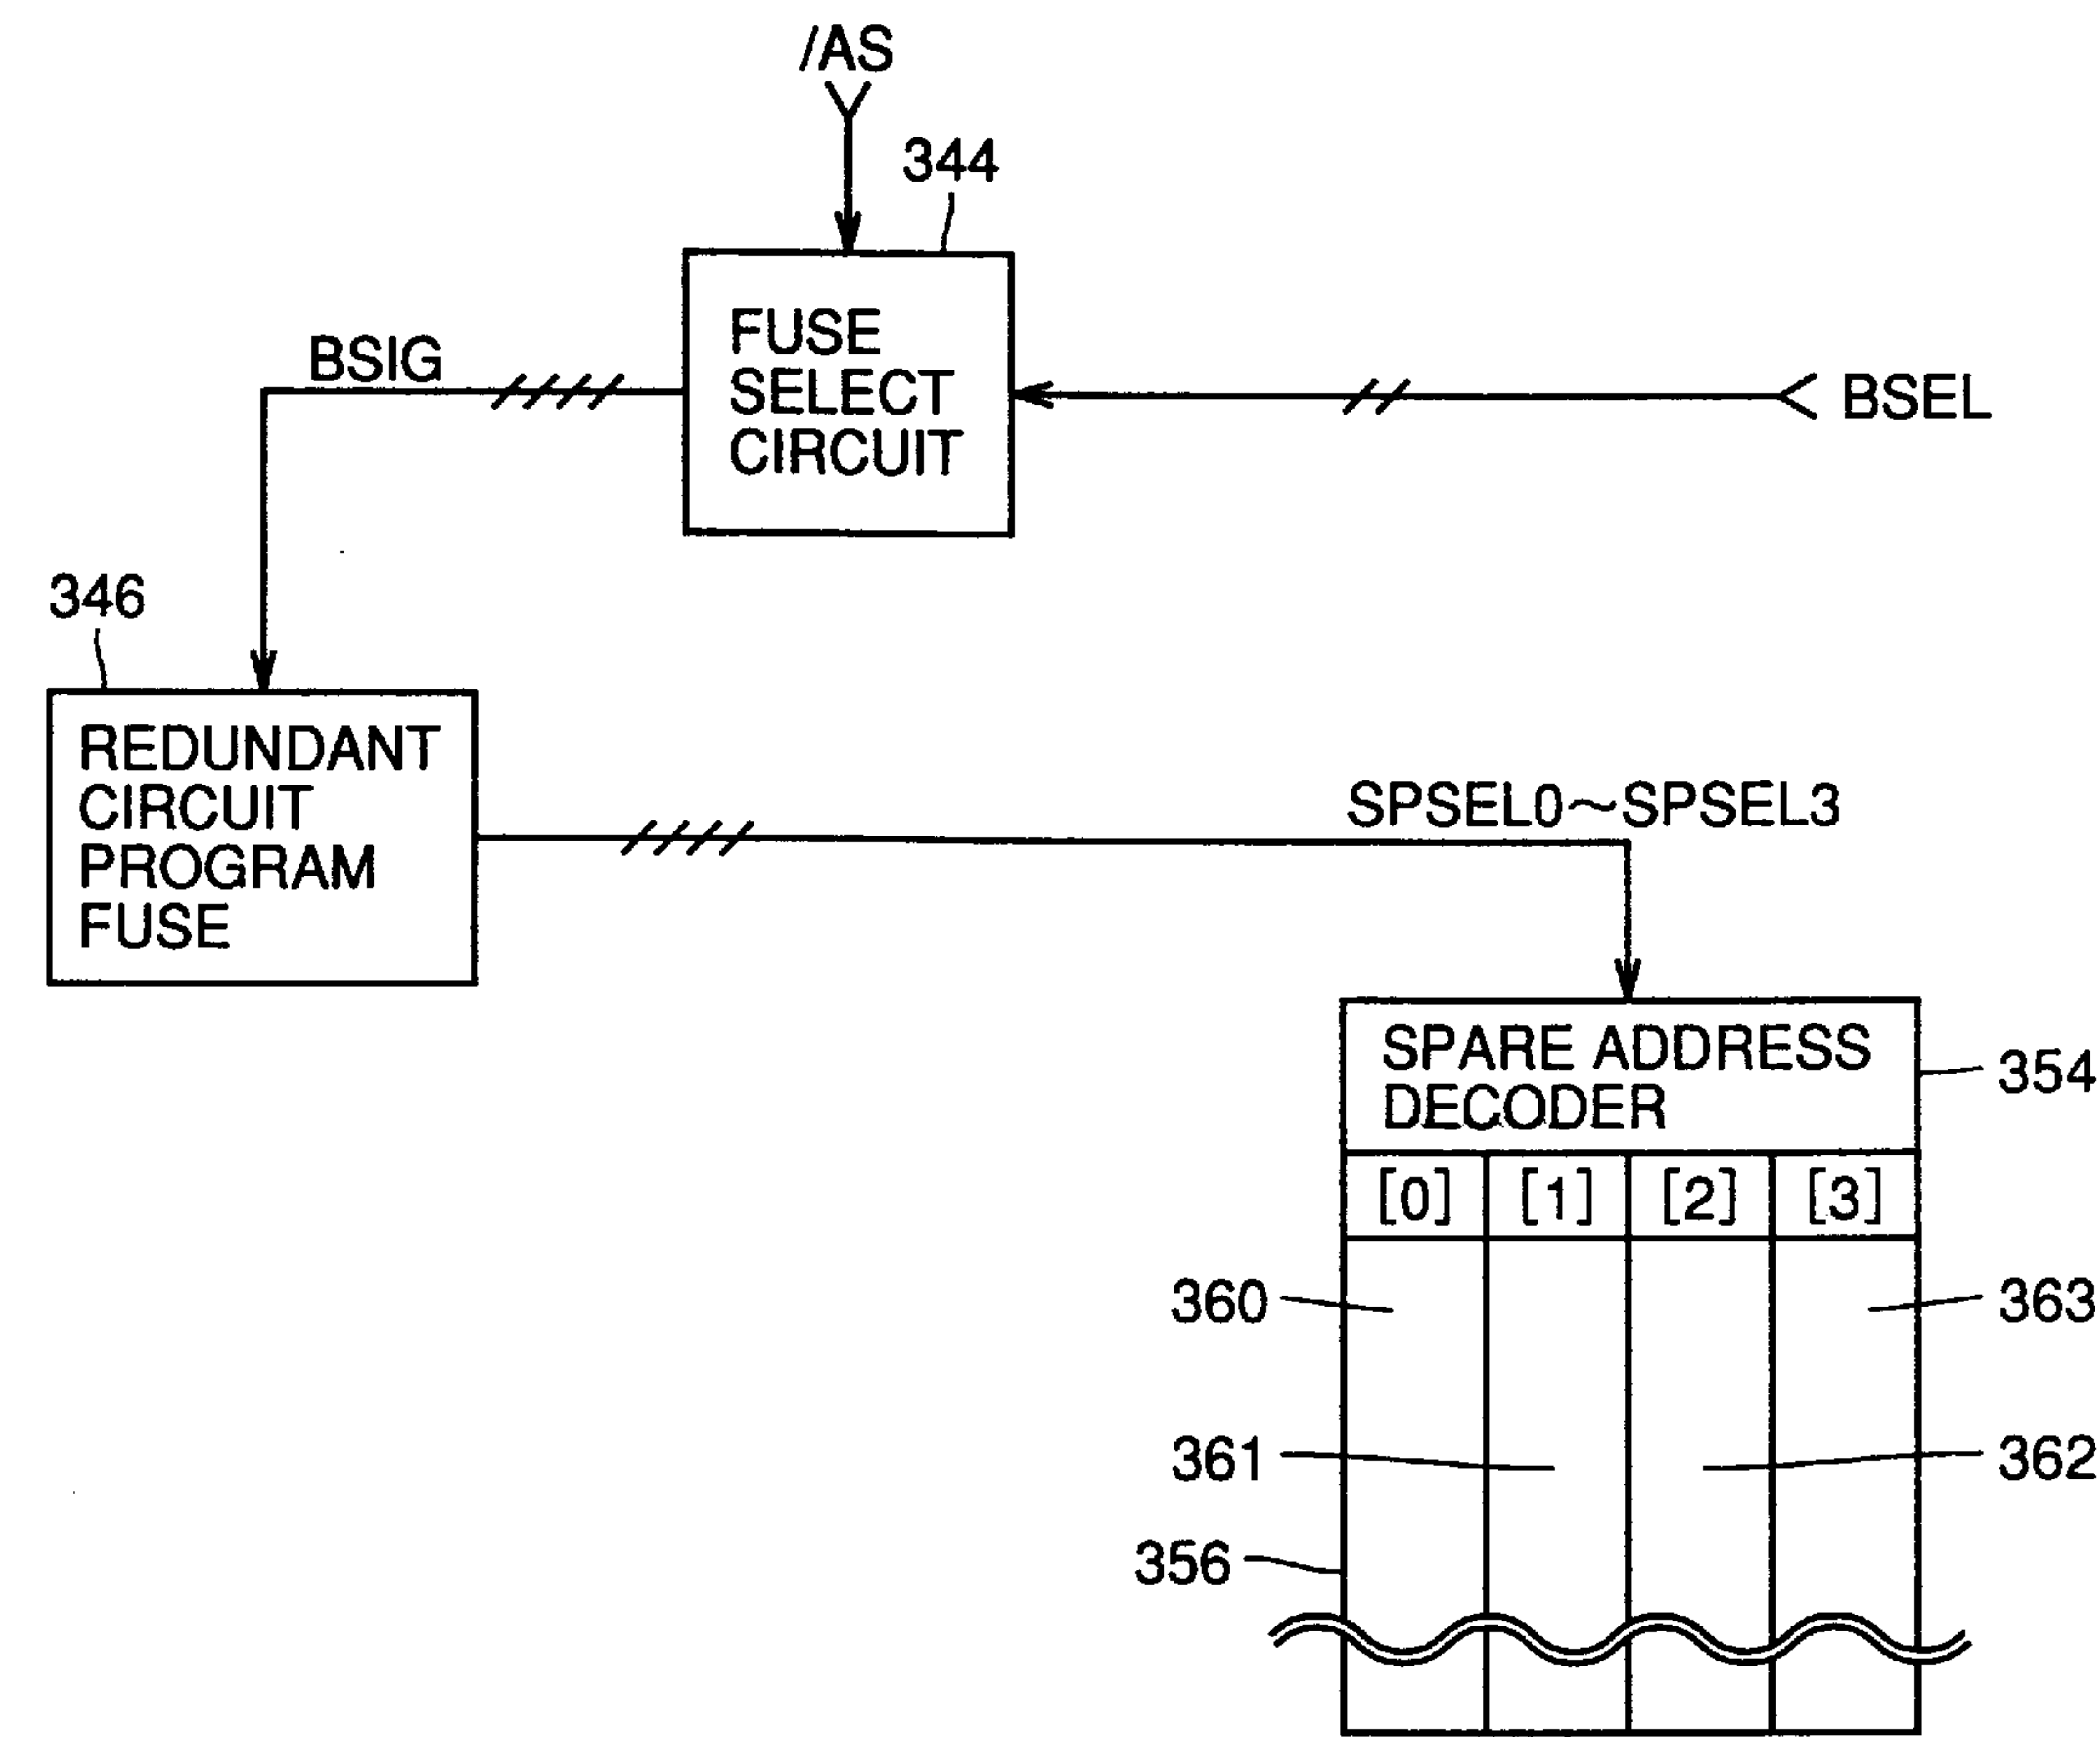 /AS
344
FUSE
SELECT
CIRCUIT
BSIG
BSEL
346
REDUNDANT
CIRCUIT
PROGRAM
FUSE
SPSEL0~SPSEL3
SPARE ADDRESS
DECODER
354
[0] [1] [2] [3]
360
363
361
362
356